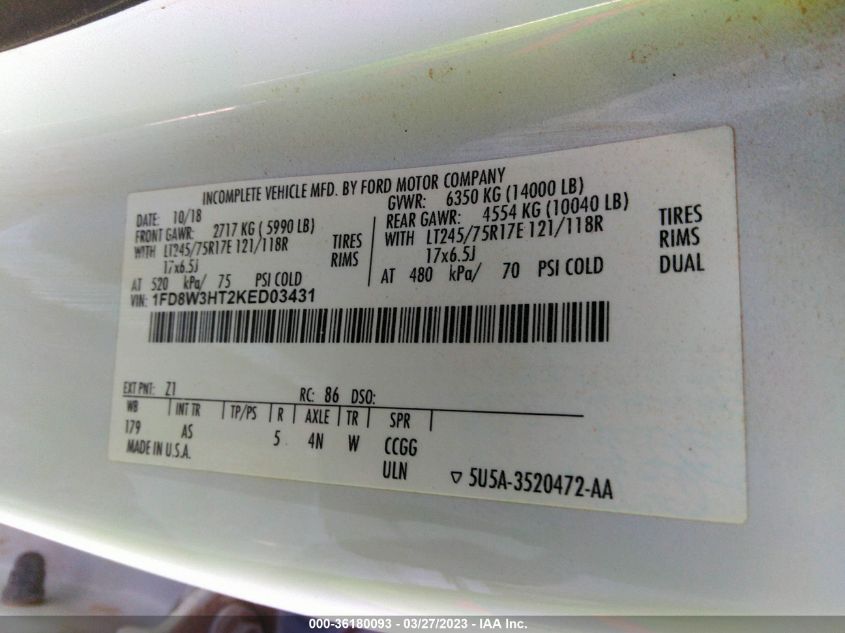 INCOMPLETE VEHICLE MFD. BY FORD MOTOR COMPANY
DATE: 10/18 GVWR: 6350 KG (14000 LB)
FRONT GAWR: 2717 KG ( 5990 LB) REAR GAWR: 4554 KG (10040 LB)
WITH LT245/75R17E 121/118R TIRES WITH LT245/75R17E 121/118R TIRES
17x6.5J RIMS 17x6.5J RIMS
AT 520 kPa/ 75 PSI COLD AT 480 kPa/ 70 PSI COLD DUAL
VIN: 1FD8W3HT2KED03431
EXT PNT: Z1 RC: 86 DSO:
WB INT TR TP/PS R AXLE TR SPR
179 AS 5 4N W CCGG
MADE IN U.S.A. ULN
▽ 5U5A-3520472-AA
000-36180093 - 03/27/2023 - IAA Inc.